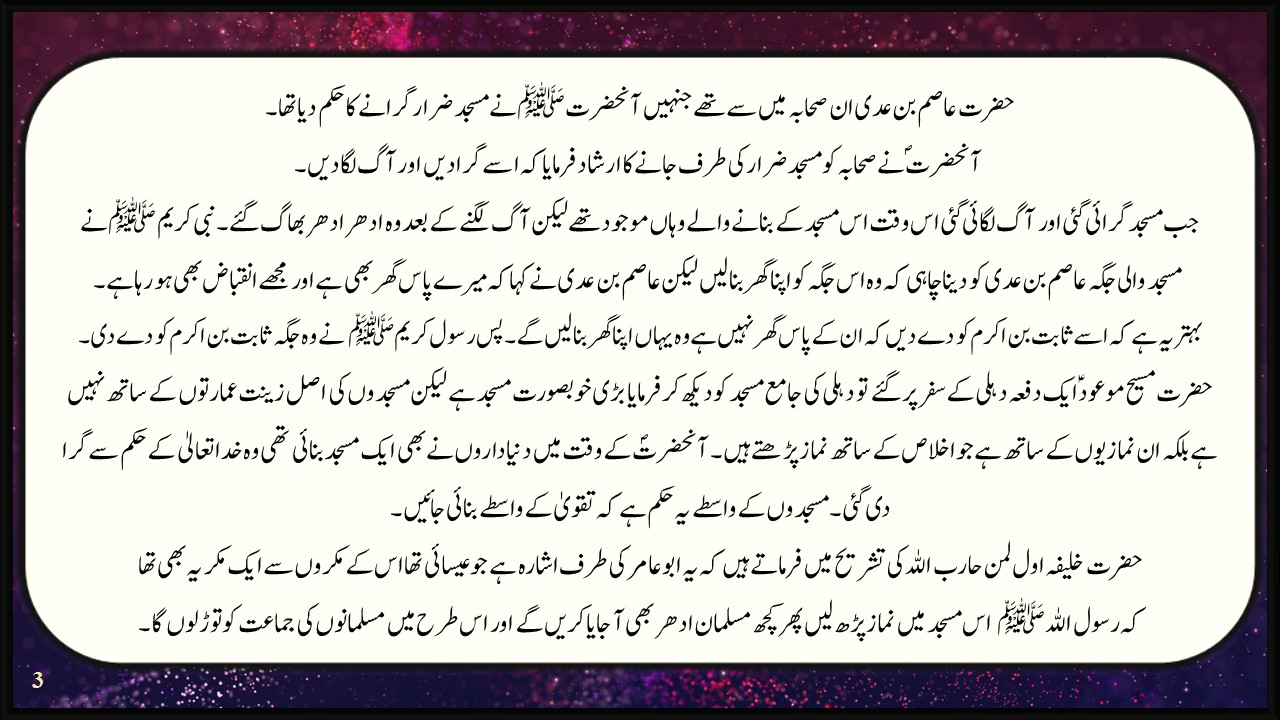 حضرت عاصم بن عدی ان صحابہ میں سے تھے جنہیں آنحضرت ﷺ نے مسجد ضرار گرانے کا حکم دیا تھا۔
آنحضرتؐ نے صحابہ کو مسجد ضرار کی طرف جانے کا ارشاد فرمایا کہ اسے گرا دیں اور آگ لگا دیں۔
جب مسجد گرائی گئی اور آگ لگائی گئی اس وقت اس مسجد کے بنانے والے وہاں موجود تھے لیکن آگ لگنے کے بعد وہ ادھر ادھر بھاگ گئے۔ نبی کریم ﷺ نے
مسجد والی جگہ عاصم بن عدی کو دینا چاہی کہ وہ اس جگہ کو اپنا گھر بنالیں لیکن عاصم بن عدی نے کہا کہ میرے پاس گھر بھی ہے اور مجھے انقباض بھی ہو رہا ہے۔
بہتر یہ ہے کہ اسے ثابت بن اکرم کو دے دیں کہ ان کے پاس گھر نہیں ہے وہ یہاں اپنا گھر بنالیں گے۔ پس رسول کریم ﷺ نے وہ جگہ ثابت بن اکرم کو دے دی۔
حضرت مسیح موعودؑ ایک دفعہ دہلی کے سفر پر گئے تو دہلی کی جامع مسجد کو دیکھ کر فرمایا بڑی خوبصورت مسجد ہے لیکن مسجدوں کی اصل زینت عمارتوں کے ساتھ نہیں
ہے بلکہ ان نمازیوں کے ساتھ ہے جو اخلاص کے ساتھ نماز پڑھتے ہیں۔ آنحضرتؐ کے وقت میں دنیاداروں نے بھی ایک مسجد بنائی تھی وہ خدا تعالیٰ کے حکم سے گرا
دی گئی۔ مسجدوں کے واسطے یہ حکم ہے کہ تقویٰ کے واسطے بنائی جائیں۔
حضرت خلیفہ اول لمن حارب اللہ کی تشریح میں فرماتے ہیں کہ یہ ابو عامر کی طرف اشارہ ہے جو عیسائی تھا اس کے مکروں سے ایک مکر یہ بھی تھا
کہ رسول اللہ ﷺ اس مسجد میں نماز پڑھ لیں پھر کچھ مسلمان ادھر بھی آ جایا کریں گے اور اس طرح میں مسلمانوں کی جماعت کو توڑ لوں گا۔
3